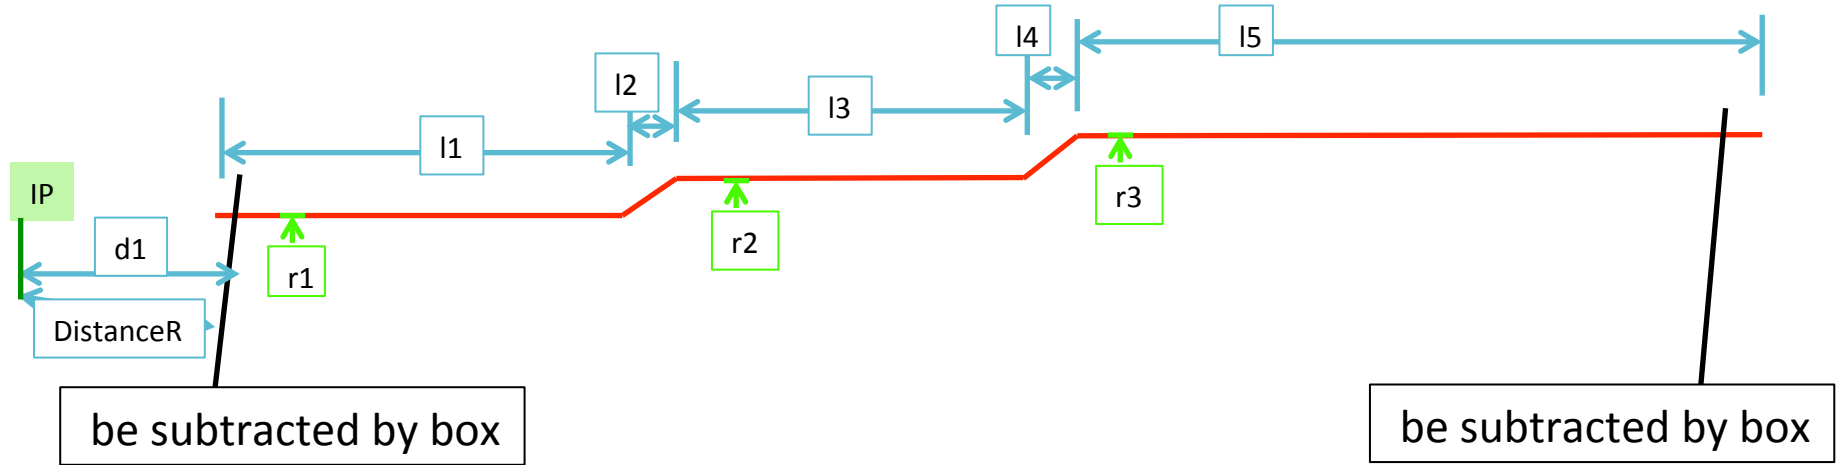 l4
l5
l2
l3
l1
IP
r3
d1
r2
r1
DistanceR
be subtracted by box
be subtracted by box